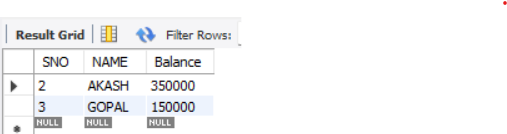 Result Grid Filter Rows:
SNO NAME Balance
2 AKASH 350000
3 GOPAL 150000
NULL NULL NULL